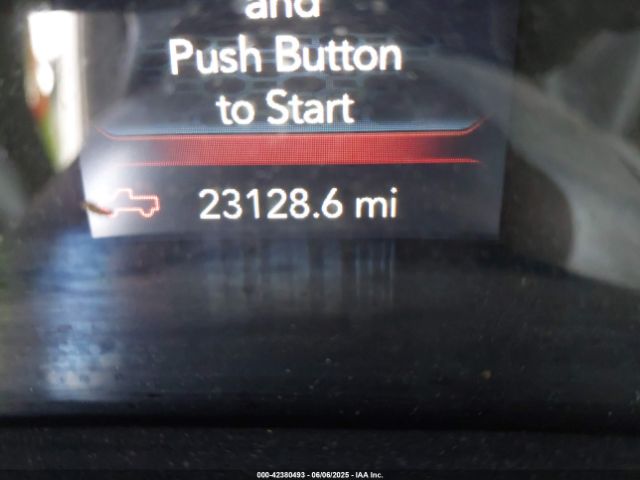 and
Push Button
to Start
23128.6 mi
000-42380493 - 06/06/2025 - IAA Inc.